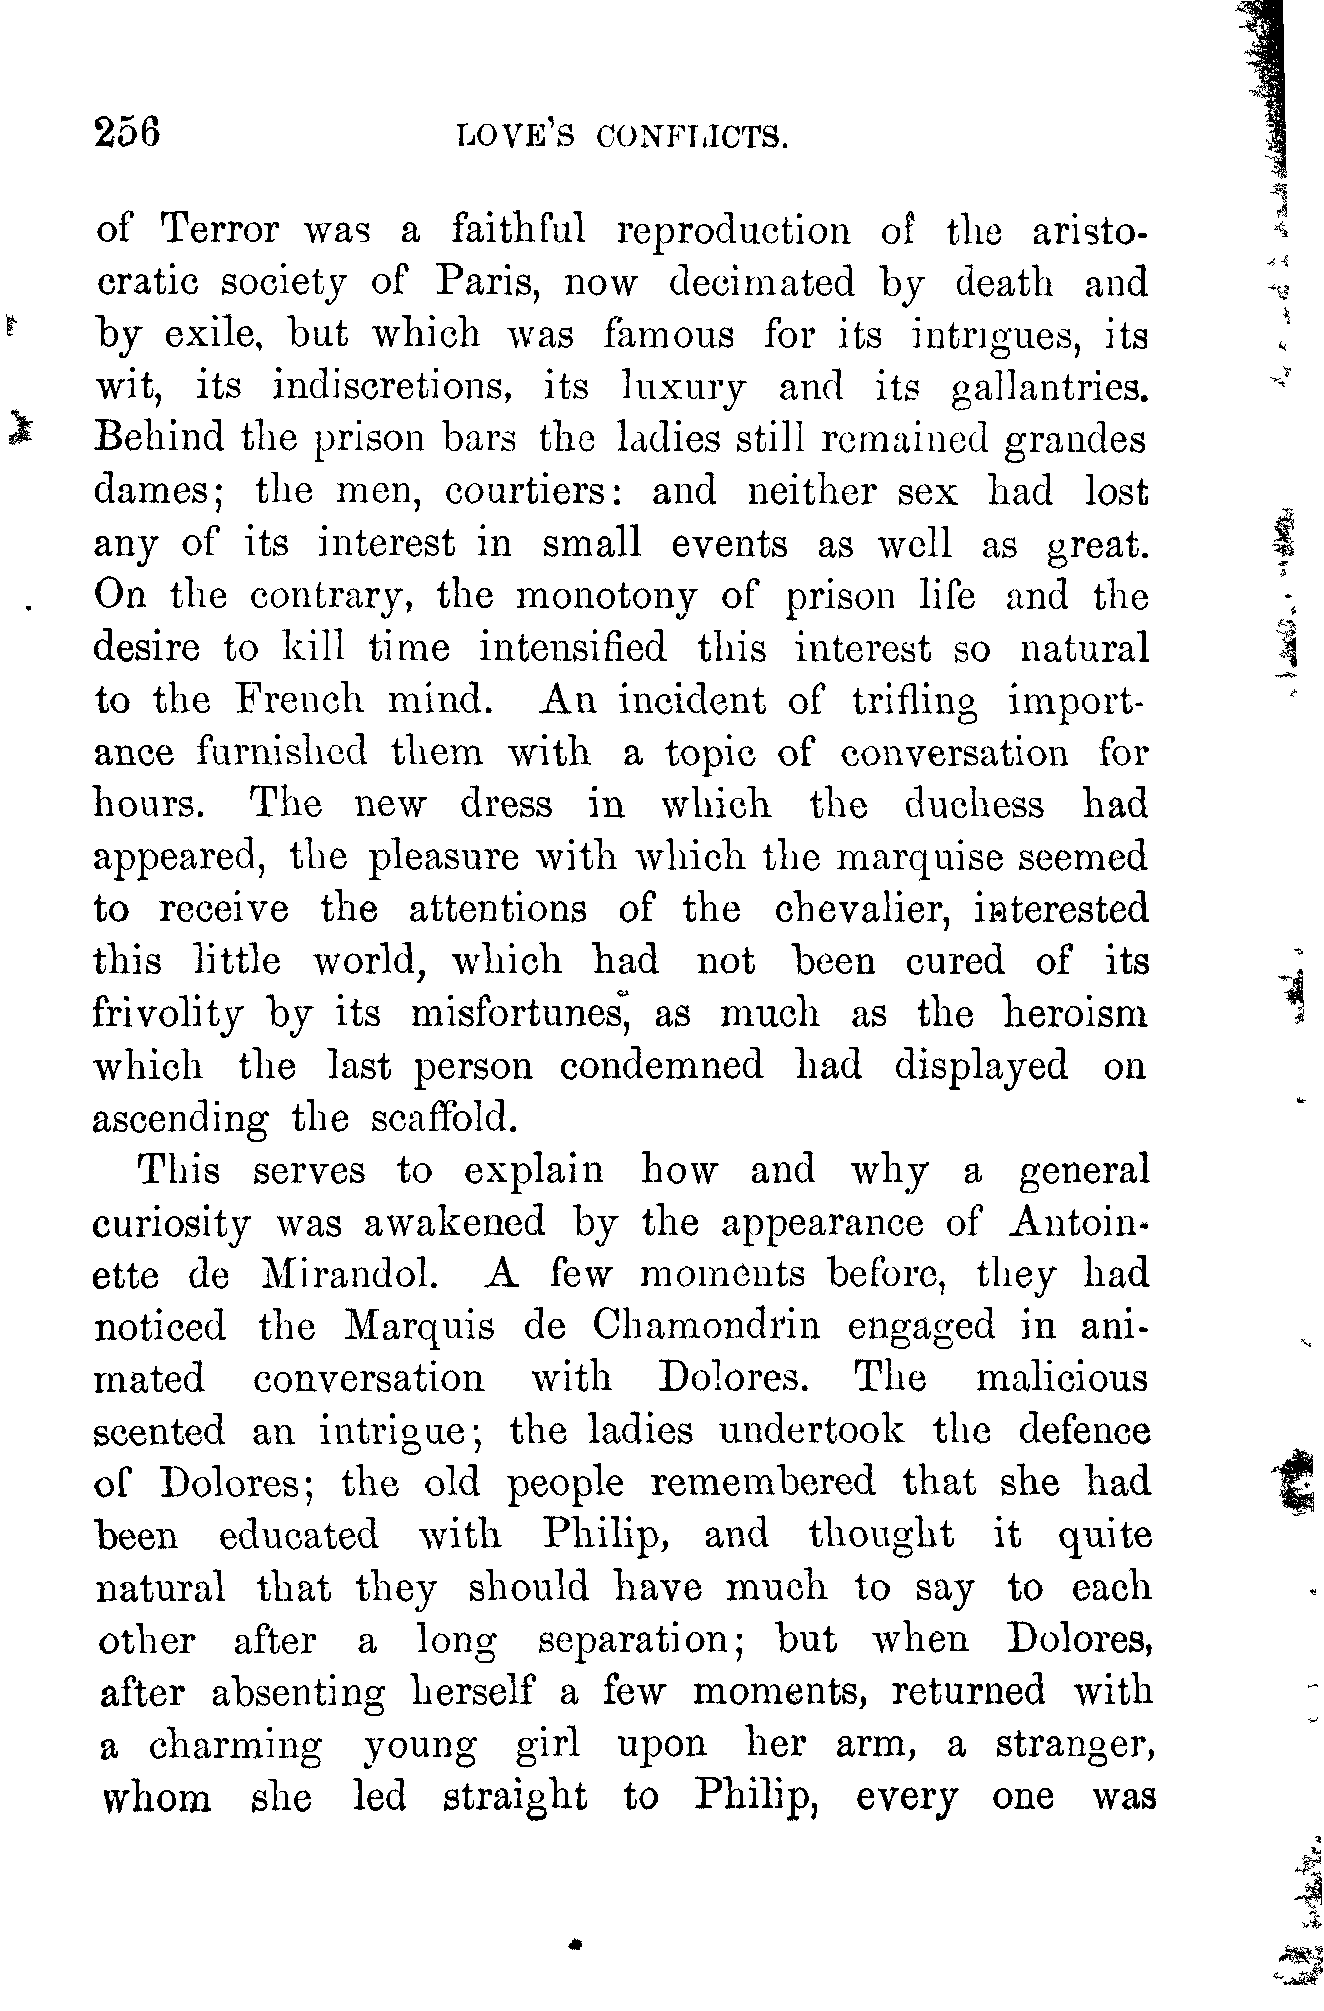 256 LOVE'S CONFLICTS.
of Terror was a faithful reproduction of the aristo-
cratic society of Paris, now decimated by death and
by exile, but which was famous for its intrigues, its
wit, its indiscretions, its luxury and its gallantries.
Behind the prison bars the ladies still remained grandes
dames; the men, courtiers: and neither sex had lost
any of its interest in small events as well as great.
On the contrary, the monotony of prison life and the
desire to kill time intensified this interest so natural
to the French mind. An incident of trifling import-
ance furnished them with a topic of conversation for
hours. The new dress in which the duchess had
appeared, the pleasure with which the marquise seemed
to receive the attentions of the chevalier, interested
this little world, which had not been cured of its
frivolity by its misfortunes, as much as the heroism
which the last person condemned had displayed on
ascending the scaffold.
This serves to explain how and why a general
curiosity was awakened by the appearance of Antoin-
ette de Mirandol. A few moments before, they had
noticed the Marquis de Chamondrin engaged in ani-
mated conversation with Dolores. The malicious
scented an intrigue; the ladies undertook the defence
of Dolores; the old people remembered that she had
been educated with Philip, and thought it quite
natural that they should have much to say to each
other after a long separation; but when Dolores,
after absenting herself a few moments, returned with
a charming young girl upon her arm, a stranger,
whom she led straight to Philip, every one was